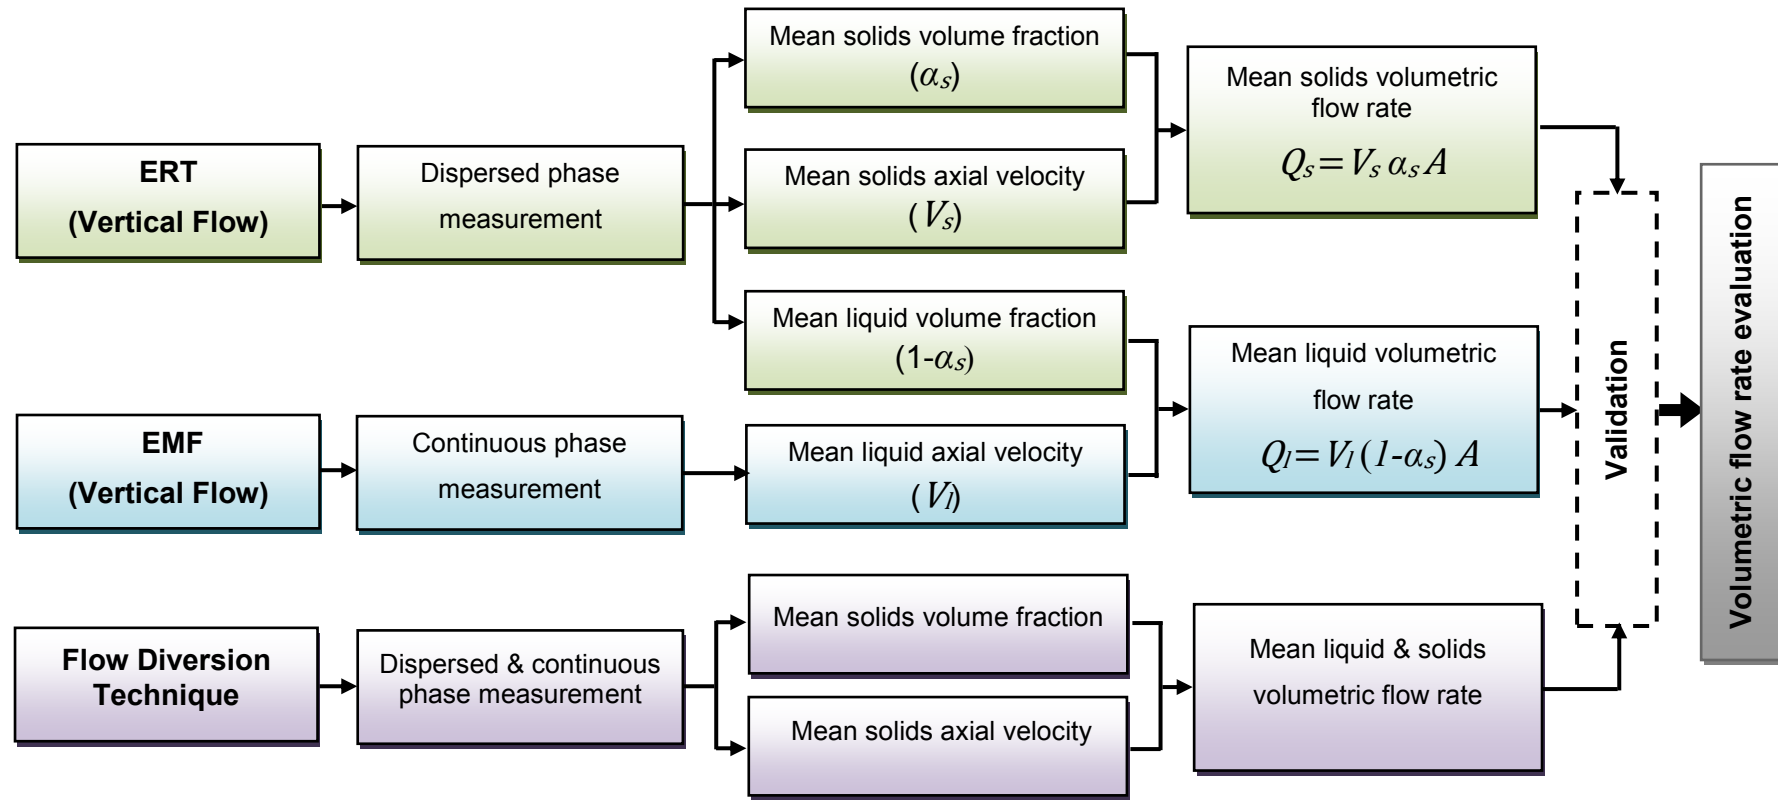 ERT
(Vertical Flow)
Dispersed phase
measurement
Mean solids volume fraction
(αs)
Mean solids axial velocity
( Vs)
Mean liquid volume fraction
(1-αs)
Mean solids volumetric
flow rate
Qs= Vs αs A
EMF
(Vertical Flow)
Continuous phase
measurement
Mean liquid axial velocity
( Vl)
Mean liquid volumetric
flow rate
Ql= Vl (1-αs) A
Flow Diversion
Technique
Dispersed & continuous
phase measurement
Mean solids volume fraction
Mean solids axial velocity
Mean liquid & solids
volumetric flow rate
Validation
Volumetric flow rate evaluation